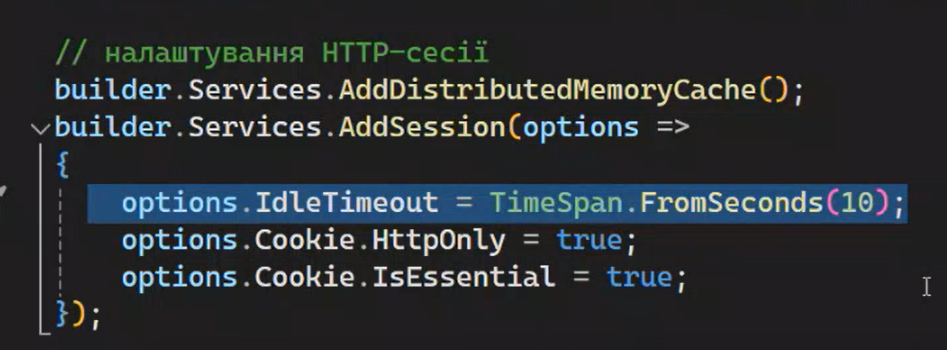 // налаштування HTTP-сесії
builder.Services.AddDistributedMemoryCache();
builder.Services.AddSession(options =>
{
options.IdleTimeout = TimeSpan.FromSeconds(10);
options.Cookie.HttpOnly = true;
options.Cookie.IsEssential = true;
});